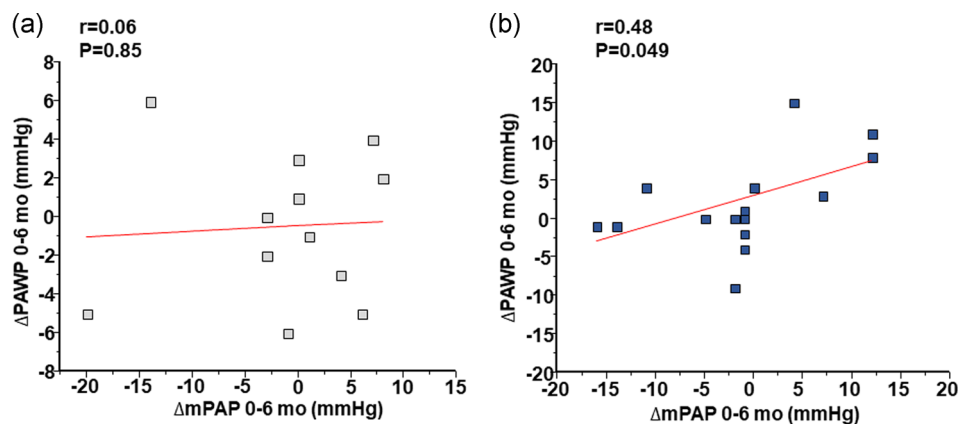 (a)
r=0.06
P=0.85
8
6
4
2
0
-2
-4
-6
-8
ΔPAWP 0-6 mo (mmHg)
-20 -15 -10 -5 0 5 10 15
ΔmPAP 0-6 mo (mmHg)
(b)
r=0.48
P=0.049
20
15
10
5
0
-5
-10
-15
-20
ΔPAWP 0-6 mo (mmHg)
-20 -15 -10 -5 0 5 10 15 20
ΔmPAP 0-6 mo (mmHg)